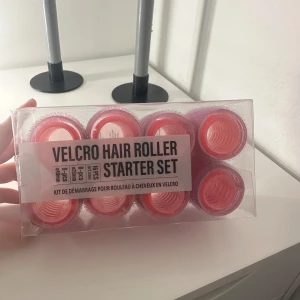 VELCRO HAIR ROLLER
STARTER SET
KIT DE DÉMARRAGE POUR ROULEAU À CHEVEUX EN VELCRO